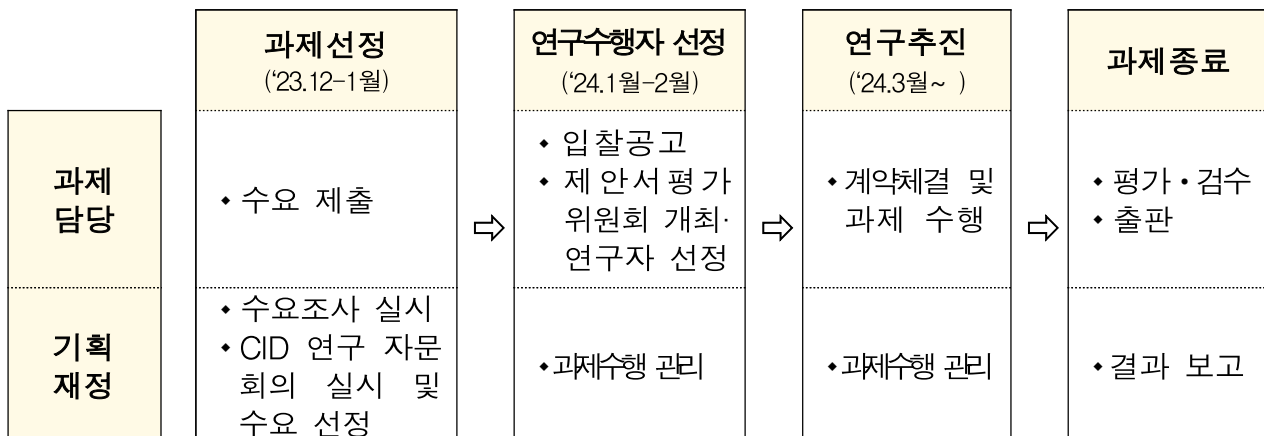 과제선정
(‘23.12-1월)
연구수행자 선정
(‘24.1월-2월)
연구추진
(‘24.3월~ )
과제종료
과제
담당
◆ 수요 제출
⇨
◆ 입찰공고
◆ 제안서평가
위원회 개최·
연구자 선정
⇨
◆ 계약체결 및
과제 수행
⇨
◆ 평가·검수
◆ 출판
기획
재정
◆ 수요조사 실시
◆ CID 연구 자문
회의 실시 및
수요 선정
◆ 과제수행 관리
◆ 과제수행 관리
◆ 결과 보고